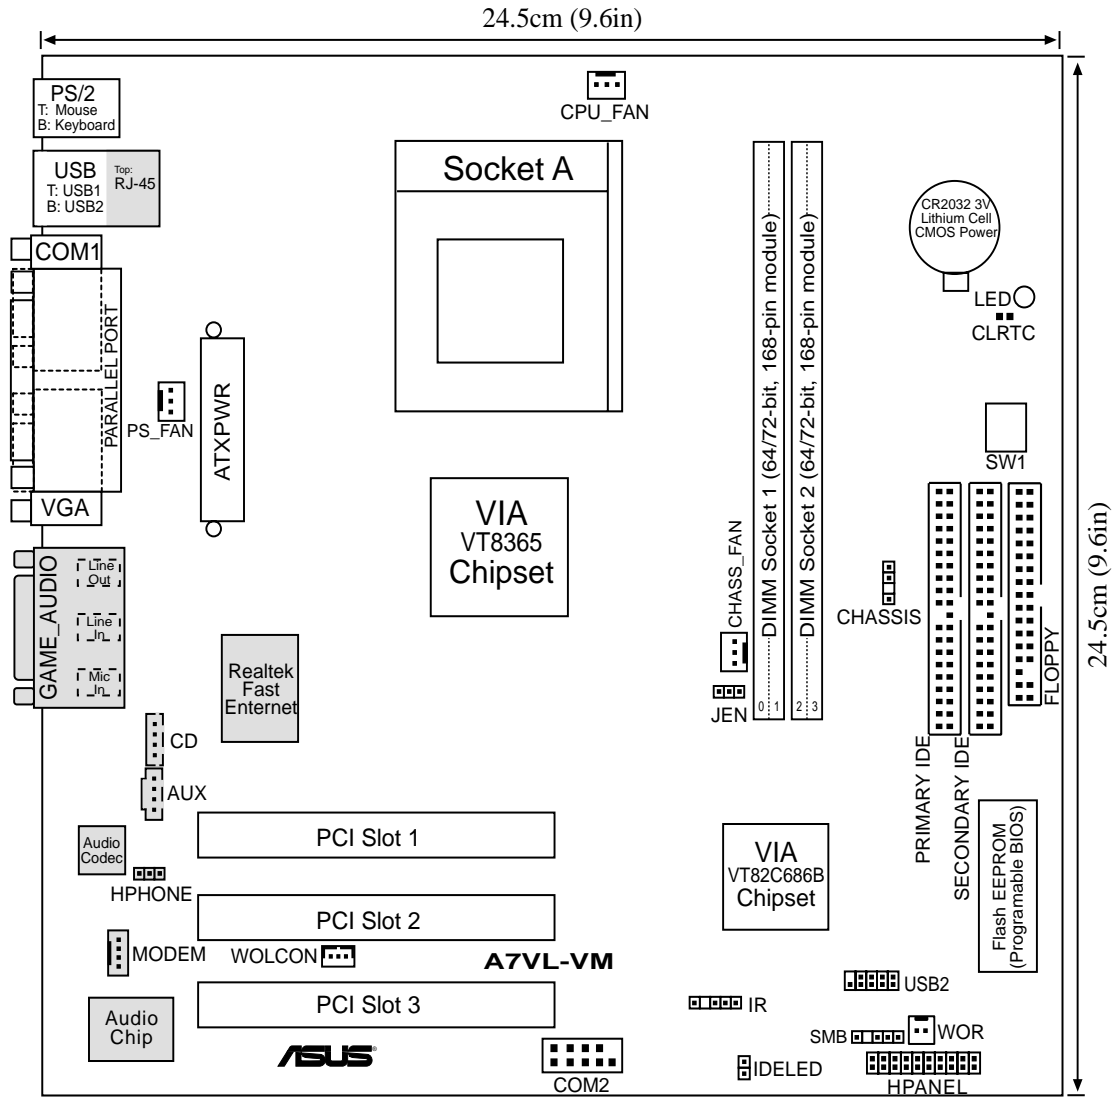 24.5cm (9.6in)
PS/2
T: Mouse
B: Keyboard
CPU_FAN
USB
T: USB1
B: USB2
Top:
RJ-45
Socket A
CR2032 3V
Lithium Cell
CMOS Power
COM1
PARALLEL PORT
LED
CLRTC
PS_FAN
ATXPWR
DIMM Socket 1 (64/72-bit, 168-pin module)
DIMM Socket 2 (64/72-bit, 168-pin module)
SW1
VGA
VIA
VT8365
Chipset
24.5cm (9.6in)
GAME_AUDIO
Line
Out
Line
In
Mic
In
CHASS_FAN
CHASSIS
FLOPPY
Realtek
Fast
Enternet
JEN
0 1
2 3
CD
AUX
PRIMARY IDE
SECONDARY IDE
PCI Slot 1
Audio
Codec
HPHONE
VIA
VT82C686B
Chipset
Flash EEPROM
(Programable BIOS)
PCI Slot 2
MODEM
WOLCON
A7VL-VM
USB2
PCI Slot 3
IR
Audio
Chip
SMB
WOR
ASUS®
COM2
IDELED
HPANEL